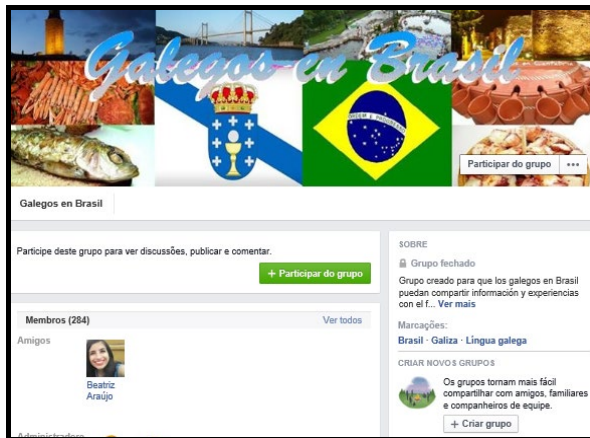 Galegos en Brasil
Participar do grupo
Galegos en Brasil
Participe deste grupo para ver discussões, publicar e comentar.
+ Participar do grupo
Membros (284)
Ver todos
Amigos
Beatriz
Araújo
Administradores
SOBRE
Grupo fechado
Grupo creado para que los galegos en Brasil
puedan compartir información y experiencias
con el f... Ver mais
Marcações:
Brasil · Galiza · Língua galega
CRIAR NOVOS GRUPOS
Os grupos tornam mais fácil
compartilhar com amigos, familiares
e companheiros de equipe.
+ Criar grupo